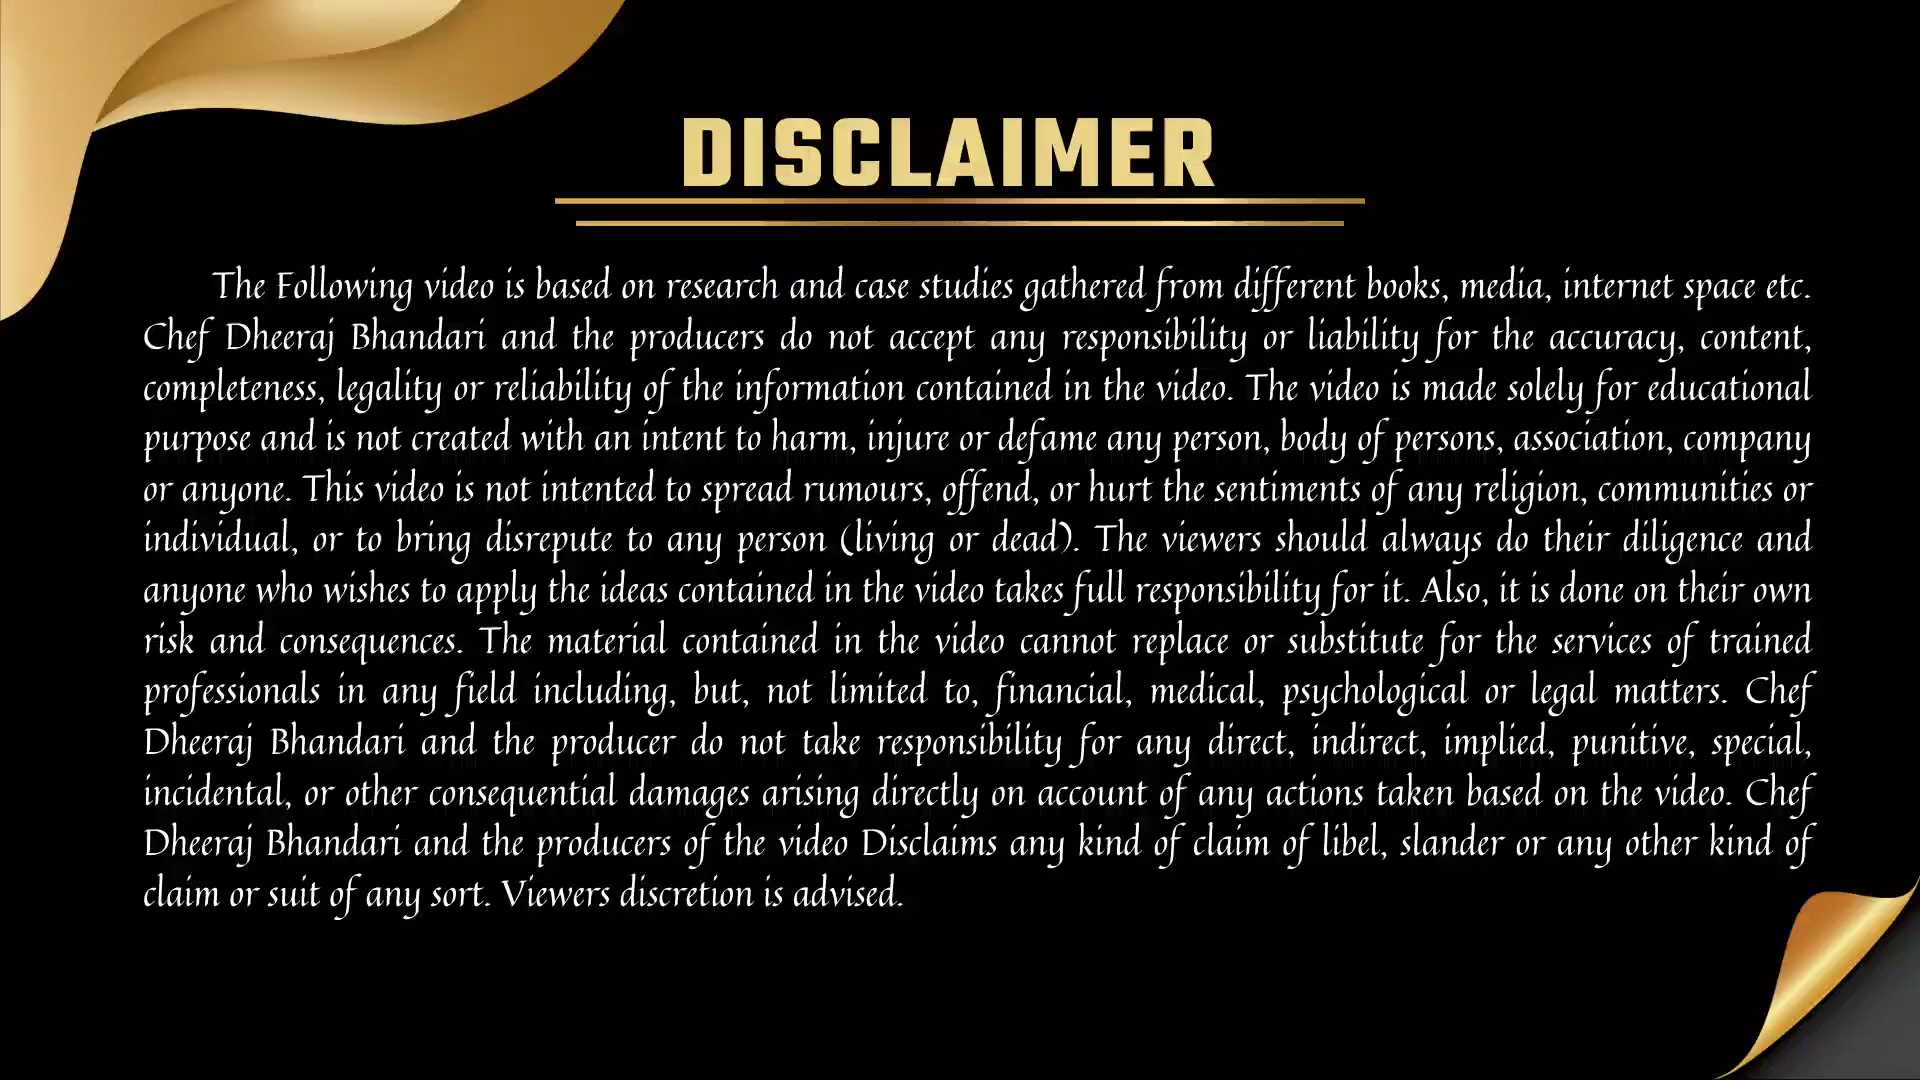 DISCLAIMER
The Following video is based on research and case studies gathered from different books, media, internet space etc.
Chef Dheeraj Bhandari and the producers do not accept any responsibility or liability for the accuracy, content,
completeness, legality or reliability of the information contained in the video. The video is made solely for educational
purpose and is not created with an intent to harm, injure or defame any person, body of persons, association, company
or anyone. This video is not intented to spread rumours, offend, or hurt the sentiments of any religion, communities or
individual, or to bring disrepute to any person (living or dead). The viewers should always do their diligence and
anyone who wishes to apply the ideas contained in the video takes full responsibility for it. Also, it is done on their own
risk and consequences. The material contained in the video cannot replace or substitute for the services of trained
professionals in any field including, but, not limited to, financial, medical, psychological or legal matters. Chef
Dheeraj Bhandari and the producer do not take responsibility for any direct, indirect, implied, punitive, special,
incidental, or other consequential damages arising directly on account of any actions taken based on the video. Chef
Dheeraj Bhandari and the producers of the video Disclaims any kind of claim of libel, slander or any other kind of
claim or suit of any sort. Viewers discretion is advised.